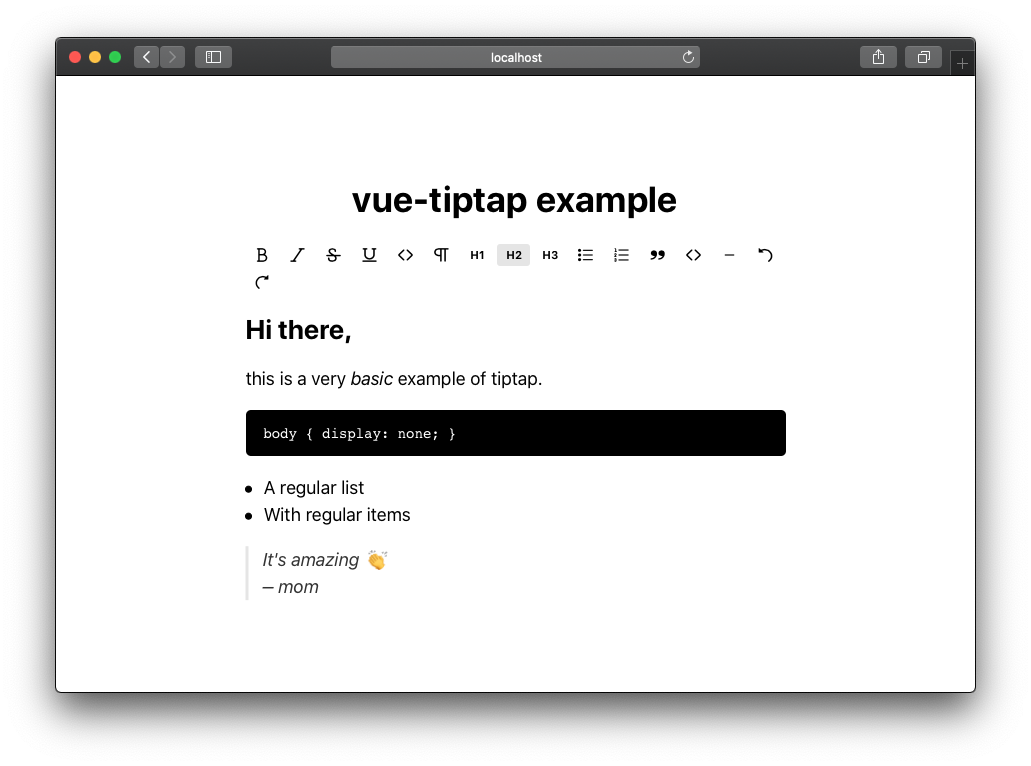 localhost
vue-tiptap example
H1 H2 H3
Hi there,
this is a very basic example of tiptap.
body { display: none; }
A regular list
With regular items
It's amazing 👏
– mom